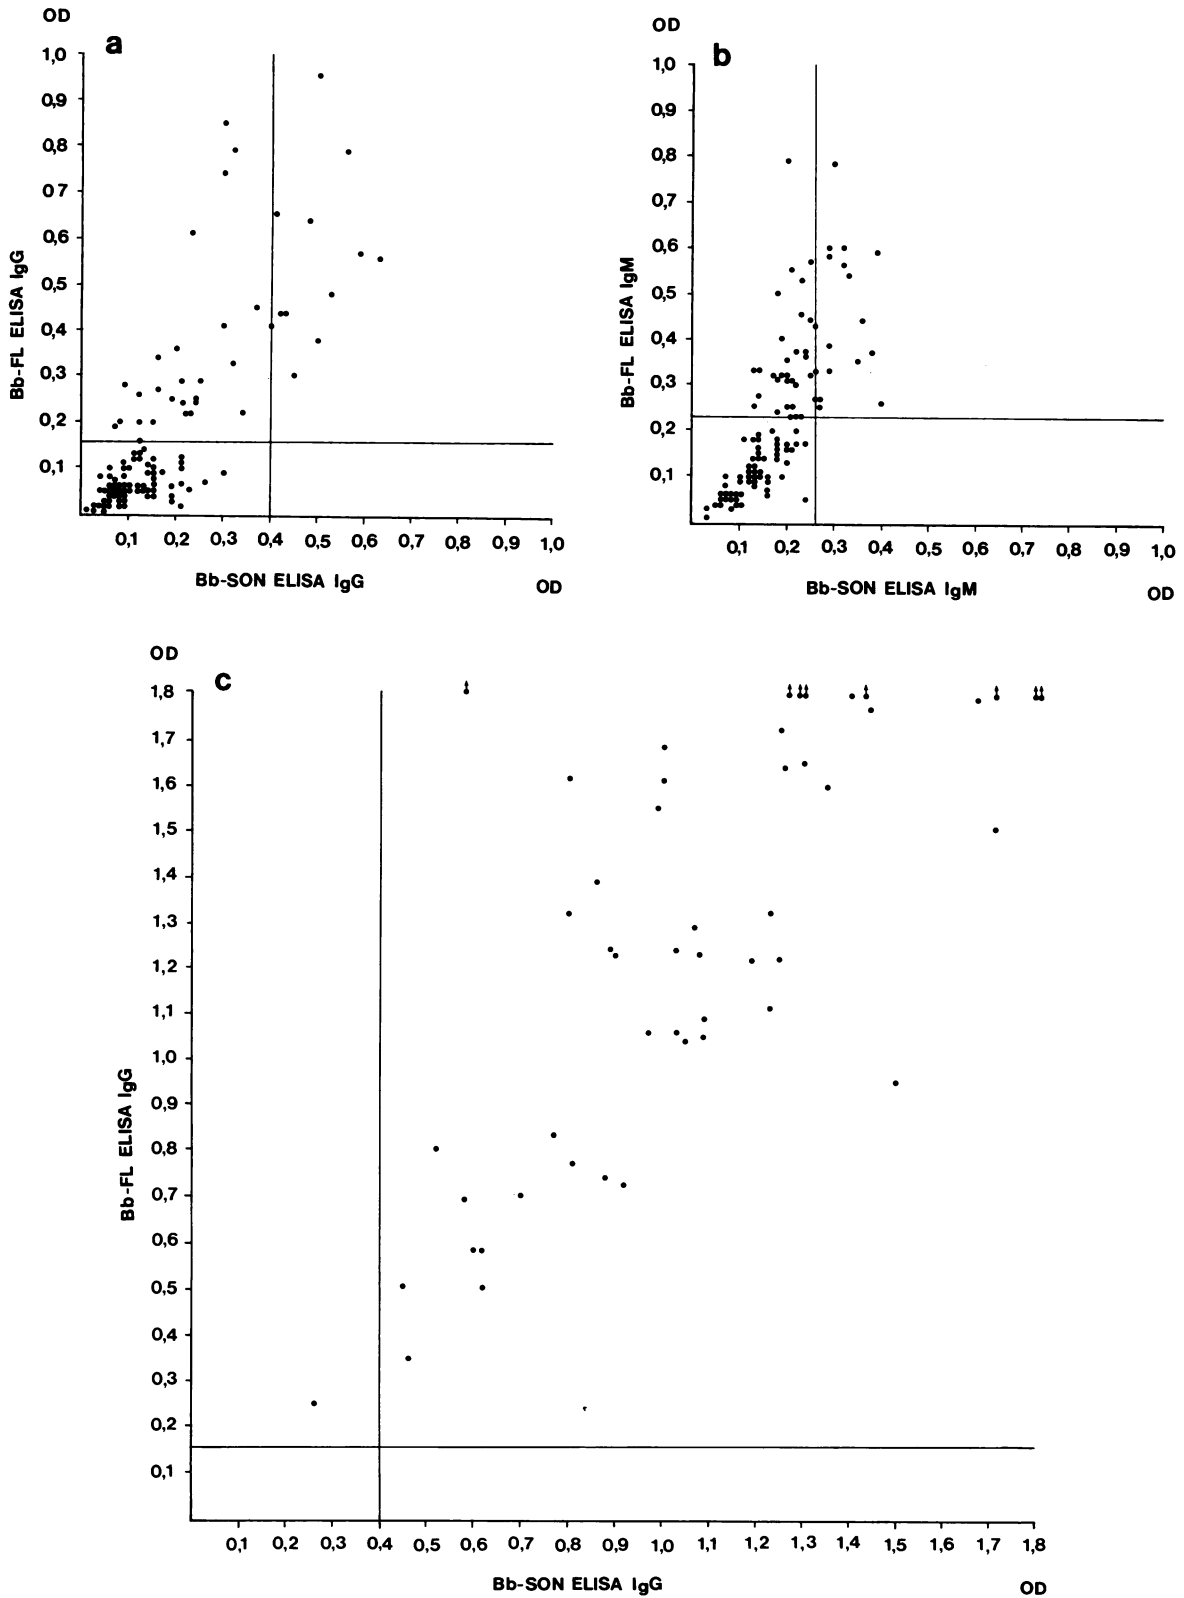 OD
a
1,0
0,9
0,8
0 7
0,6
0,5
0,4
0,3
0,2
0,1
Bb-FL ELISA IgG
0,1 0,2 0,3 0,4 0,5 0,6 0,7 0,8 0,9 1,0
Bb-SON ELISA IgG
OD
OD
b
1,0
0,9
0,8
0,7
0,6
0,5
0,4
0,3
0,2
0,1
Bb-FL ELISA IgM
0,1 0,2 0,3 0,4 0,5 0,6 0,7 0,8 0,9 1,0
Bb-SON ELISA IgM
OD
OD
c
1,8
1,7
1,6
1,5
1,4
1,3
1,2
1,1
1,0
0,9
0,8
0,7
0,6
0,5
0,4
0,3
0,2
0,1
Bb-FL ELISA IgG
0,1 0,2 0,3 0,4 0,5 0,6 0,7 0,8 0,9 1,0 1,1 1,2 1,3 1,4 1,5 1,6 1,7 1,8
Bb-SON ELISA IgG
OD